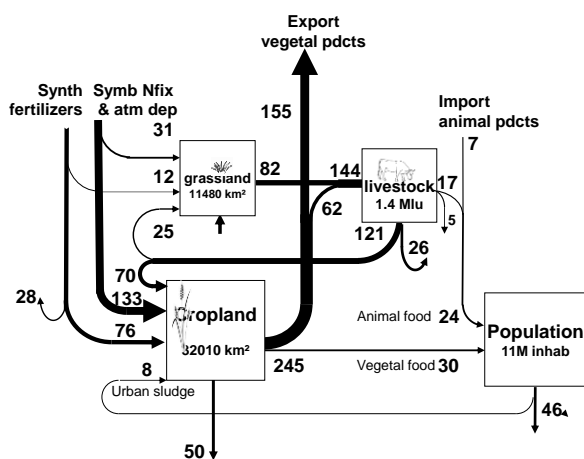 Export
vegetal pdcts
Synth
fertilizers
Symb Nfix
& atm dep
Import
animal pdcts
155
7
31
12
25
grassland
11480 km²
82
144
62
livestock
1.4 Mlu
17
5
121
26
70
28
133
76
8
Cropland
32010 km²
Urban sludge
245
Animal food 24
Vegetal food 30
Population
11M inhab
46
50